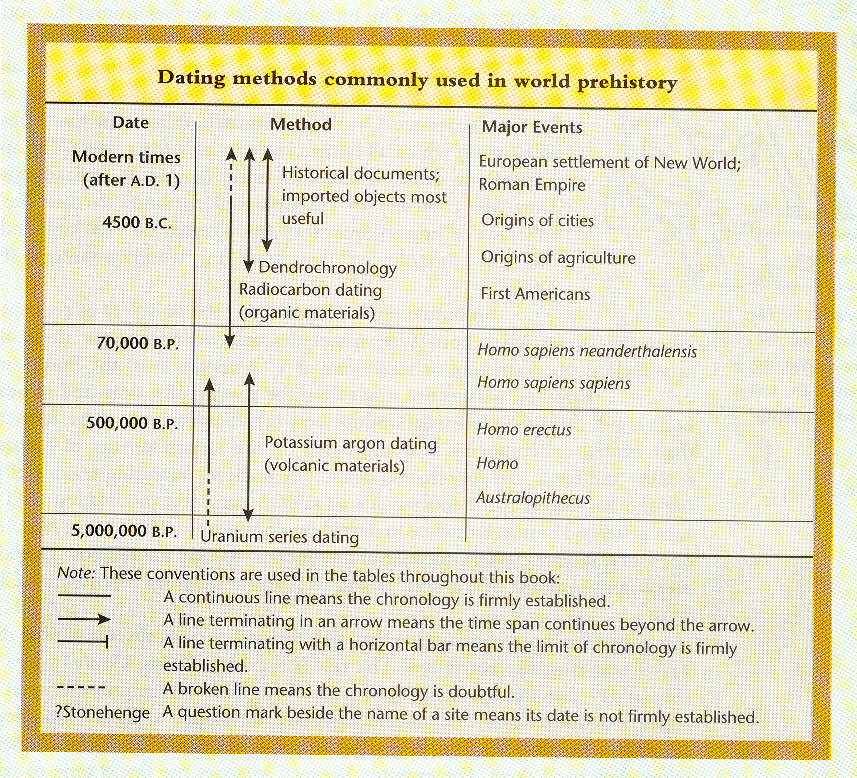 Dating methods commonly used in world prehistory
Date Method Major Events
Modern times
(after A.D. 1)
4500 B.C.
Historical documents;
imported objects most
useful
Dendrochronology
Radiocarbon dating
(organic materials)
European settlement of New World;
Roman Empire
Origins of cities
Origins of agriculture
First Americans
70,000 B.P.
Homo sapiens neanderthalensis
Homo sapiens sapiens
500,000 B.P.
Potassium argon dating
(volcanic materials)
Homo erectus
Homo
Australopithecus
5,000,000 B.P.
Uranium series dating
Note: These conventions are used in the tables throughout this book:
A continuous line means the chronology is firmly established.
A line terminating in an arrow means the time span continues beyond the arrow.
A line terminating with a horizontal bar means the limit of chronology is firmly
established.
A broken line means the chronology is doubtful.
?Stonehenge A question mark beside the name of a site means its date is not firmly established.